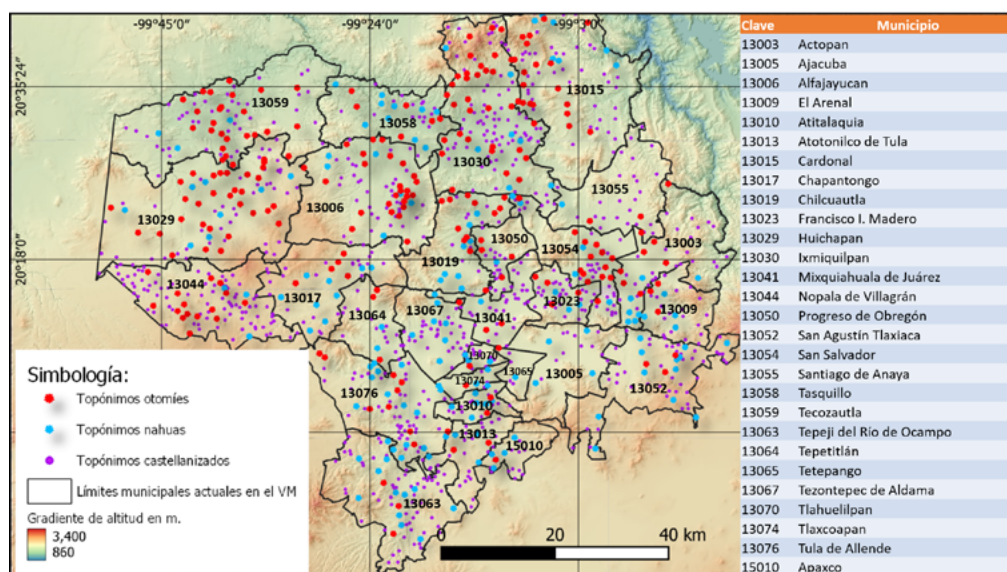 -99°45'0"
-99°24'0"
-99°3'0"
20°35'24"
20°18'0"
13059
13015
13058
13030
13055
13006
13029
13050
13054
13003
13019
13044
13017
13023
13009
13064
13067
13041
13070
13065
13005
13074
13076
13052
13010
13013
15010
13063
Simbología:
Topónimos otomíes
Topónimos nahuas
Topónimos castellanizados
Límites municipales actuales en el VM
Gradiente de altitud en m.
3,400
860
0 20 40 km
Clave Municipio
13003 Actopan
13005 Ajacuba
13006 Alfajayucan
13009 El Arenal
13010 Atitalaquia
13013 Atotonilco de Tula
13015 Cardonal
13017 Chapantongo
13019 Chilcuautla
13023 Francisco I. Madero
13029 Huichapan
13030 Ixmiquilpan
13041 Mixquiahuala de Juárez
13044 Nopala de Villagrán
13050 Progreso de Obregón
13052 San Agustín Tlaxiaca
13054 San Salvador
13055 Santiago de Anaya
13058 Tasquillo
13059 Tecozautla
13063 Tepeji del Río de Ocampo
13064 Tepetitlán
13065 Tetepango
13067 Tezontepec de Aldama
13070 Tlahuelilpan
13074 Tlaxcoapan
13076 Tula de Allende
15010 Apaxco